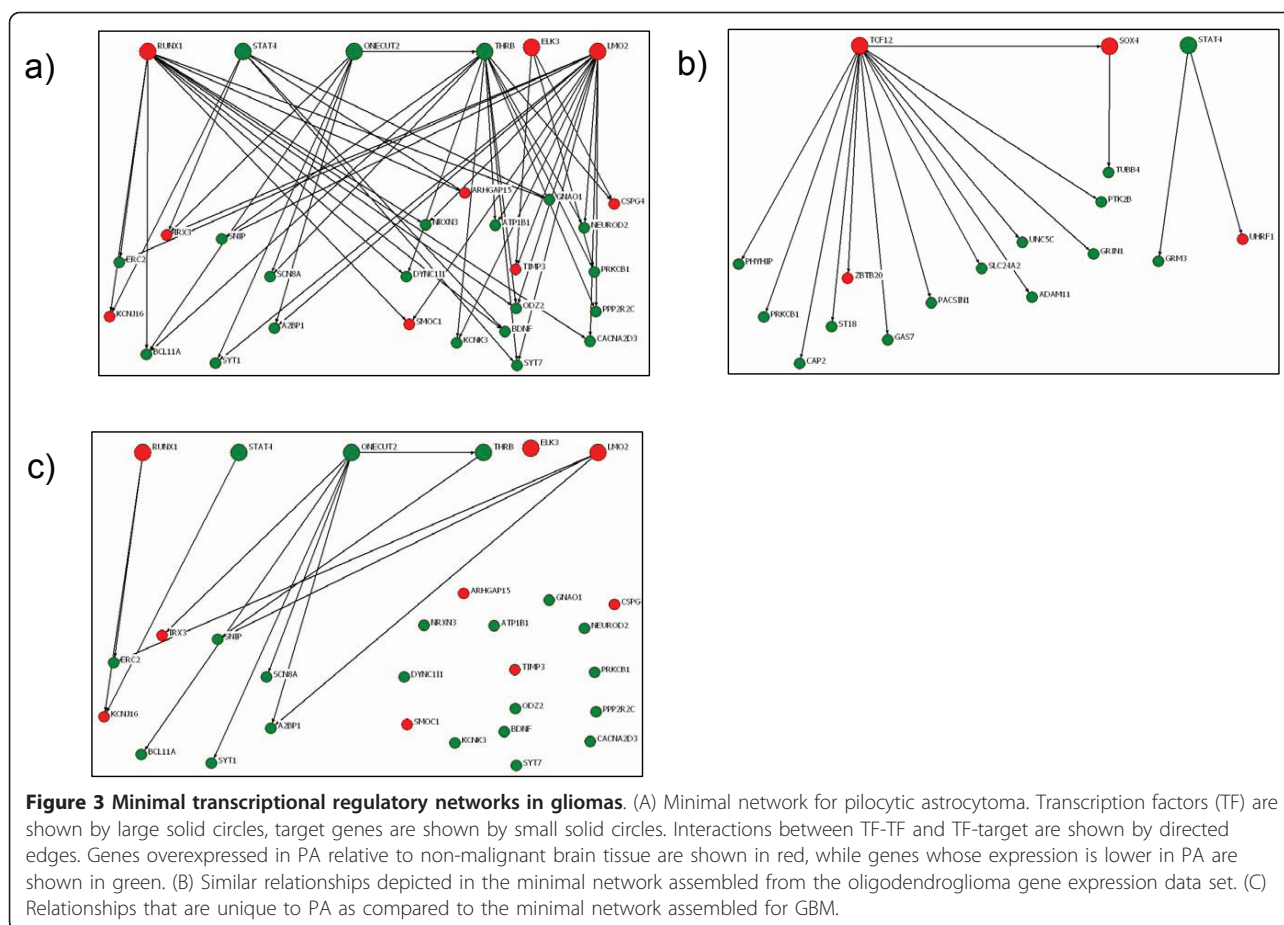 a)
RUNX1
STAT4
ONECUT2
THRB
ELK3
LMO2
ARHGAP15
GNAO1
CSPG4
NRXN3
ATP1B1
NEUROD2
IRX3
SNIP
ERC2
SCN8A
DYNC1I1
TIMP3
PRKCB1
ODZ2
PPP2R2C
KCNJ16
SMOC1
A2BP1
BDNF
KCNK3
CACNA2D3
BCL11A
SYT1
SYT7
b)
TCF12
SOX4
STAT4
TUBB4
PTK2B
UHRF1
UNC5C
GRIN1
GRM3
PHYHIP
ZBTB20
SLC24A2
ADAM11
PACSIN1
PRKCB1
ST18
GAS7
CAP2
c)
RUNX1
STAT4
ONECUT2
THRB
ELK3
LMO2
ARHGAP15
GNAO1
CSPG
NRXN3
ATP1B1
NEUROD2
IRX3
SNIP
ERC2
SCN8A
DYNC1I1
TIMP3
PRKCB1
ODZ2
PPP2R2C
KCNJ16
SMOC1
A2BP1
BDNF
KCNK3
CACNA2D3
BCL11A
SYT1
SYT7
Figure 3 Minimal transcriptional regulatory networks in gliomas. (A) Minimal network for pilocytic astrocytoma. Transcription factors (TF) are
shown by large solid circles, target genes are shown by small solid circles. Interactions between TF-TF and TF-target are shown by directed
edges. Genes overexpressed in PA relative to non-malignant brain tissue are shown in red, while genes whose expression is lower in PA are
shown in green. (B) Similar relationships depicted in the minimal network assembled from the oligodendroglioma gene expression data set. (C)
Relationships that are unique to PA as compared to the minimal network assembled for GBM.